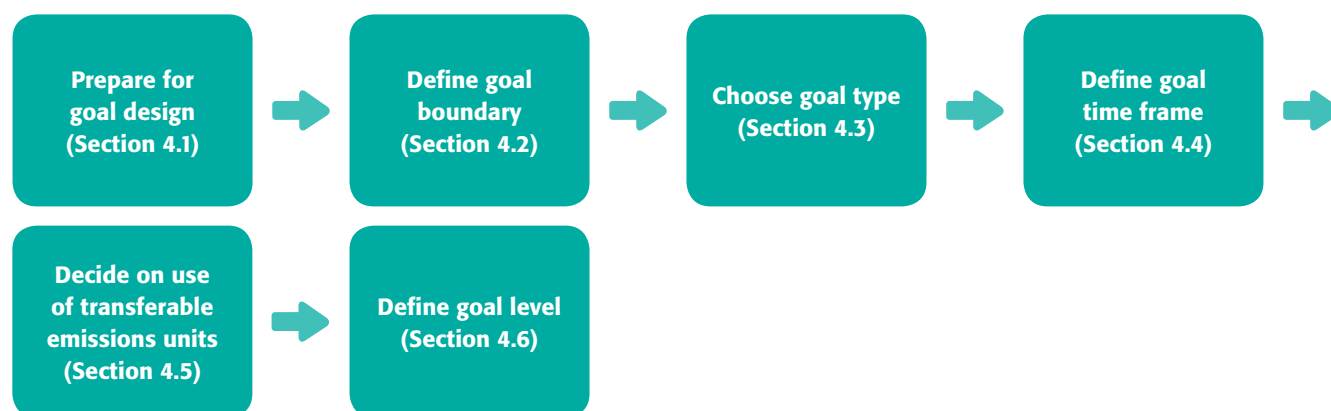 Prepare for
goal design
(Section 4.1)
Define goal
boundary
(Section 4.2)
Choose goal type
(Section 4.3)
Define goal
time frame
(Section 4.4)
Decide on use
of transferable
emissions units
(Section 4.5)
Define goal level
(Section 4.6)